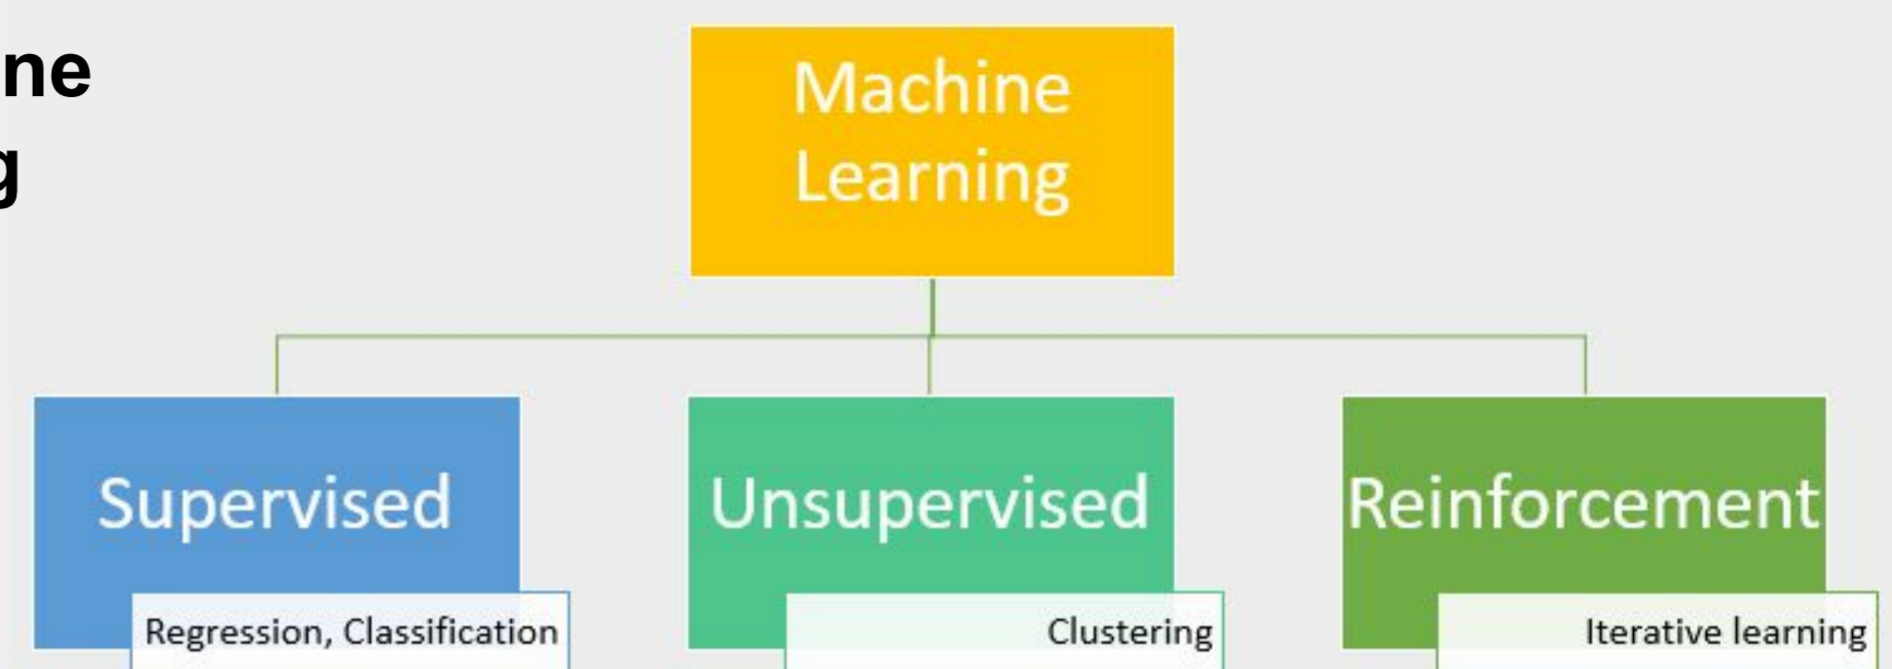 ne
g
Machine
Learning
Supervised
Unsupervised
Reinforcement
Regression, Classification
Clustering
Iterative learning